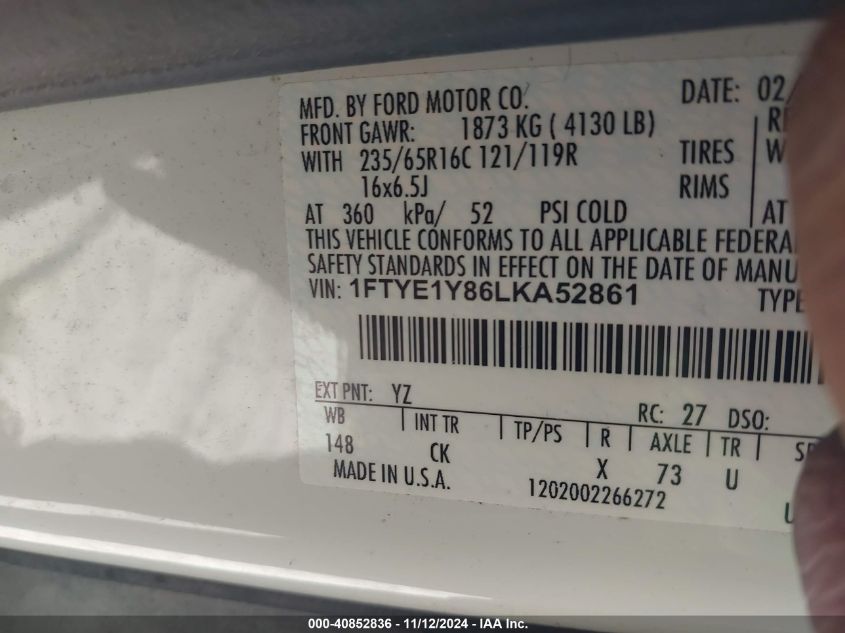 MFD. BY FORD MOTOR CO. DATE: 02
FRONT GAWR: 1873 KG ( 4130 LB)
WITH 235/65R16C 121/119R TIRES W
16x6.5J RIMS
AT 360 kPa/ 52 PSI COLD AT
THIS VEHICLE CONFORMS TO ALL APPLICABLE FEDERA
SAFETY STANDARDS IN EFFECT ON THE DATE OF MANU
VIN: 1FTYE1Y86LKA52861 TYPE
EXT PNT: YZ RC: 27 DSO:
WB INT TR TP/PS R AXLE TR
148 CK X 73 U
MADE IN U.S.A. 1202002266272
000-40852836 - 11/12/2024 - IAA Inc.